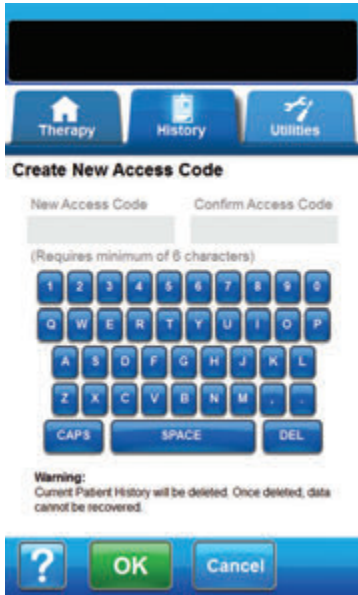 Therapy History Utilities
Create New Access Code
New Access Code Confirm Access Code
(Requires minimum of 6 characters)
1 2 3 4 5 6 7 8 9 0
Q W E R T Y U I O P
A S D F G H J K L
Z X C V B N M , .
CAPS SPACE DEL
Warning:
Current Patient History will be deleted. Once deleted, data
cannot be recovered.
? OK Cancel